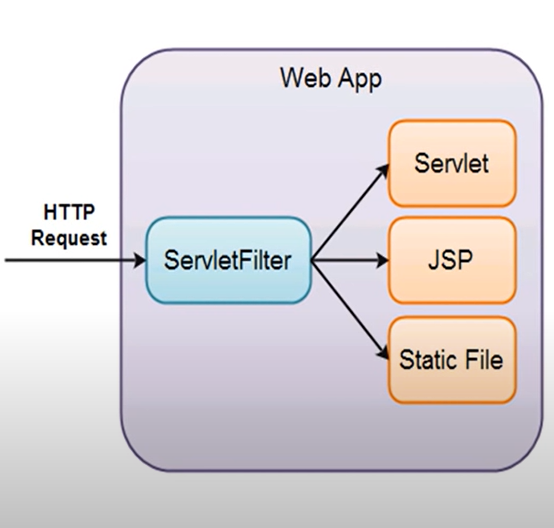 Web App
HTTP
Request
ServletFilter
Servlet
JSP
Static File